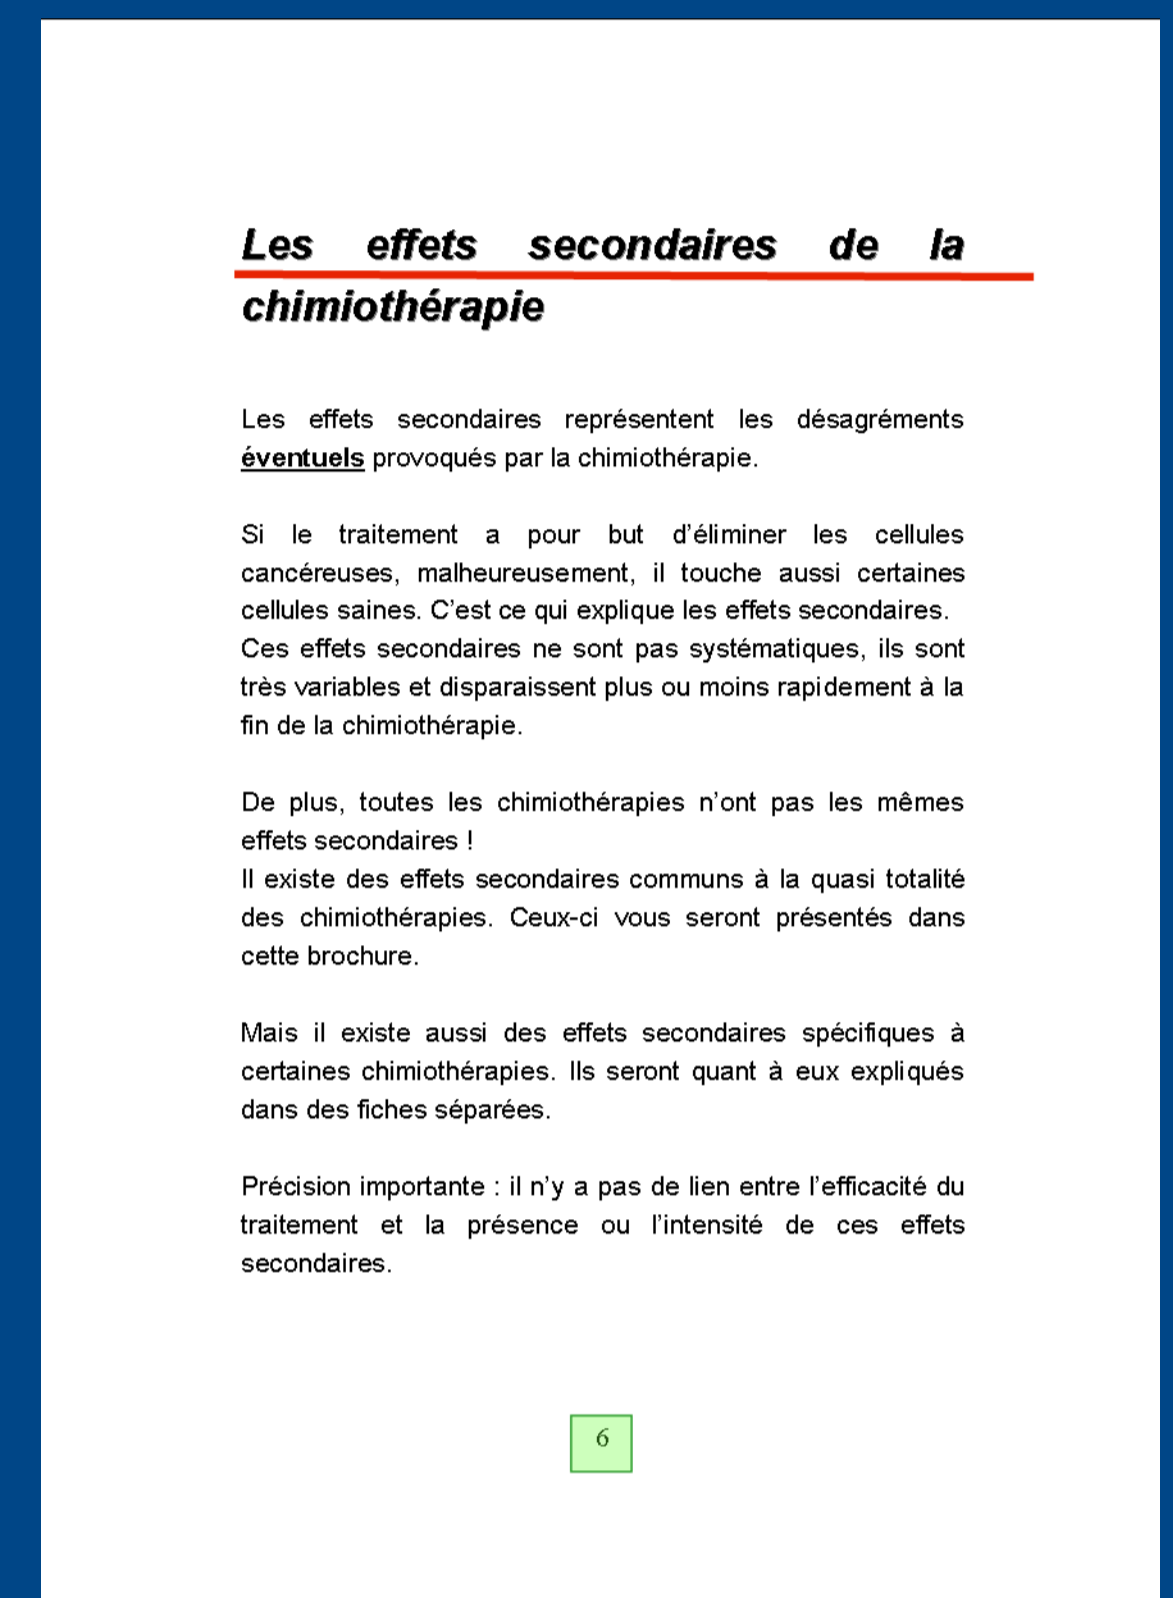 Les effets secondaires de la
chimiothérapie
Les effets secondaires représentent les désagréments
éventuels provoqués par la chimiothérapie.
Si le traitement a pour but d’éliminer les cellules
cancéreuses, malheureusement, il touche aussi certaines
cellules saines. C’est ce qui explique les effets secondaires.
Ces effets secondaires ne sont pas systématiques, ils sont
très variables et disparaissent plus ou moins rapidement à la
fin de la chimiothérapie.
De plus, toutes les chimiothérapies n’ont pas les mêmes
effets secondaires !
Il existe des effets secondaires communs à la quasi totalité
des chimiothérapies. Ceux-ci vous seront présentés dans
cette brochure.
Mais il existe aussi des effets secondaires spécifiques à
certaines chimiothérapies. Ils seront quant à eux expliqués
dans des fiches séparées.
Précision importante : il n’y a pas de lien entre l’efficacité du
traitement et la présence ou l’intensité de ces effets
secondaires.
6